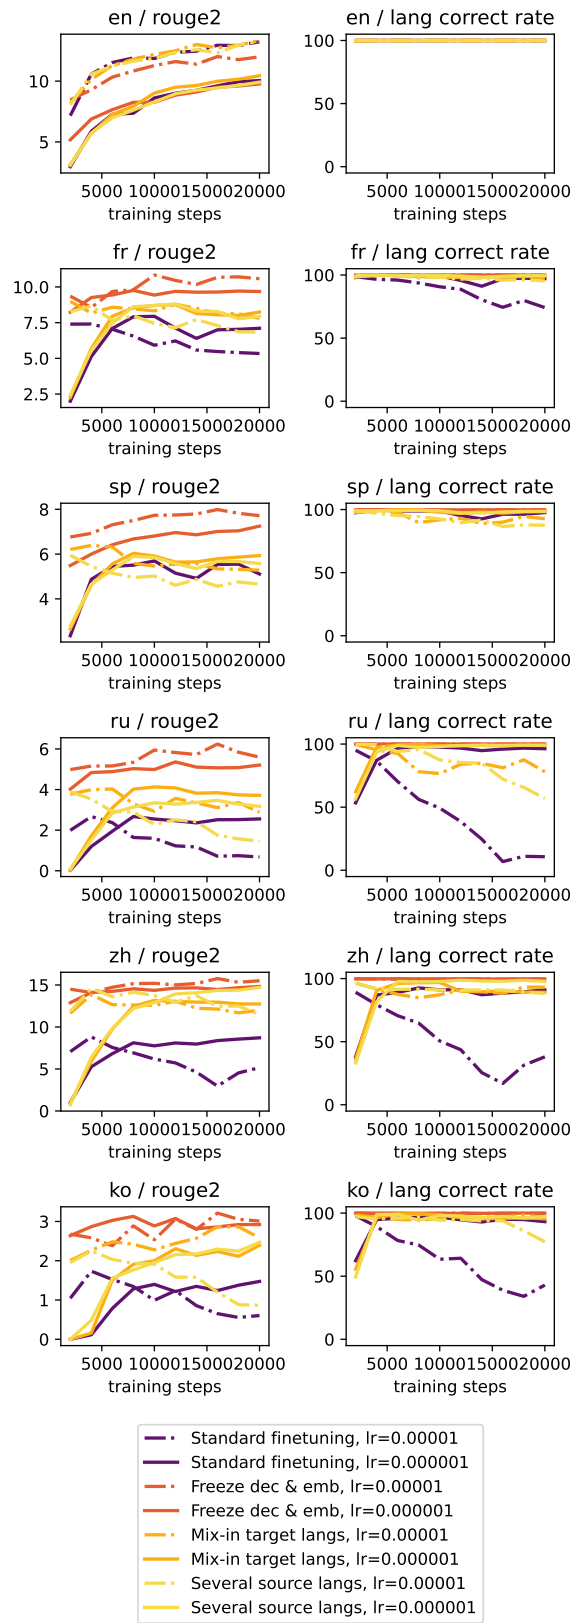 en / rouge2
en / lang correct rate
10
5
100
50
0
5000 10000 15000 20000
training steps
5000 10000 15000 20000
training steps
fr / rouge2
fr / lang correct rate
10.0
7.5
5.0
2.5
100
50
0
5000 10000 15000 20000
training steps
5000 10000 15000 20000
training steps
sp / rouge2
sp / lang correct rate
8
6
4
100
50
0
5000 10000 15000 20000
training steps
5000 10000 15000 20000
training steps
ru / rouge2
ru / lang correct rate
6
4
2
0
100
50
0
5000 10000 15000 20000
training steps
5000 10000 15000 20000
training steps
zh / rouge2
zh / lang correct rate
15
10
5
0
100
50
0
5000 10000 15000 20000
training steps
5000 10000 15000 20000
training steps
ko / rouge2
ko / lang correct rate
3
2
1
0
100
50
0
5000 10000 15000 20000
training steps
5000 10000 15000 20000
training steps
Standard finetuning, lr=0.00001
Standard finetuning, lr=0.000001
Freeze dec & emb, lr=0.00001
Freeze dec & emb, lr=0.000001
Mix-in target langs, lr=0.00001
Mix-in target langs, lr=0.000001
Several source langs, lr=0.00001
Several source langs, lr=0.000001